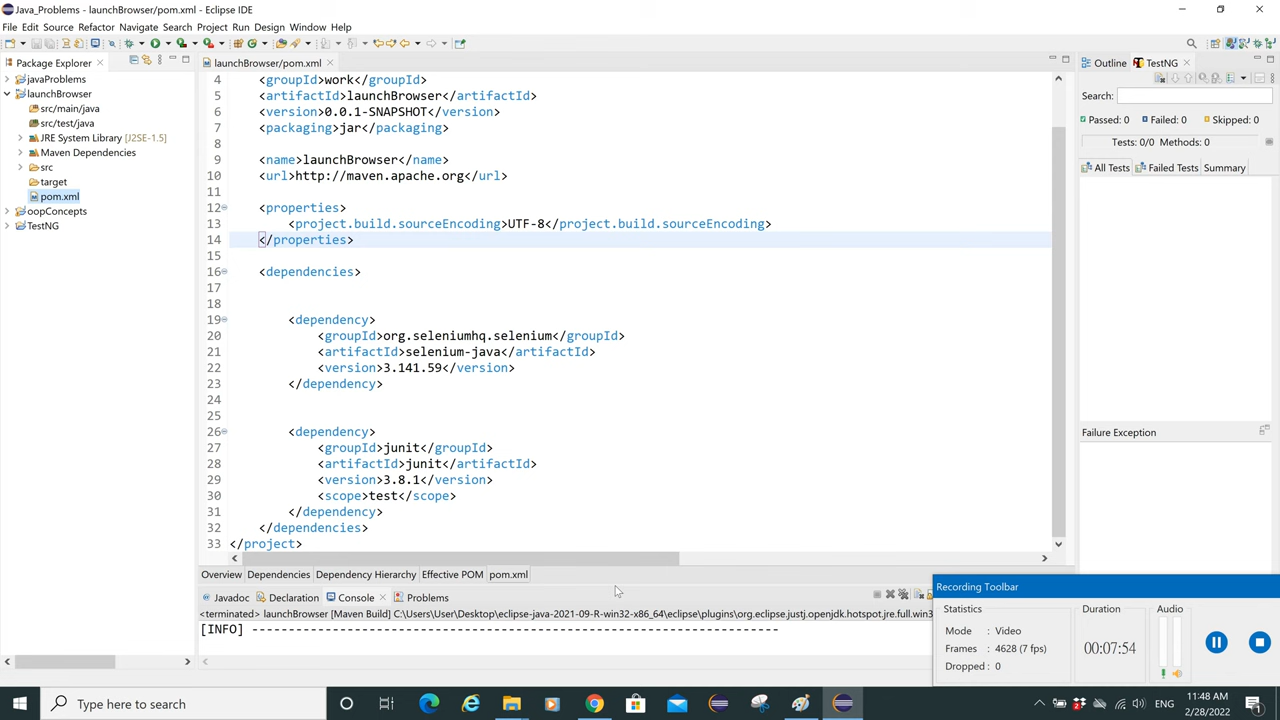 Java_Problems - launchBrowser/pom.xml - Eclipse IDE
File Edit Source Refactor Navigate Search Project Run Design Window Help
Package Explorer
javaProblems
launchBrowser
src/main/java
src/test/java
JRE System Library [J2SE-1.5]
Maven Dependencies
src
target
pom.xml
oopConcepts
TestNG
launchBrowser/pom.xml
4 <groupId>work</groupId>
5 <artifactId>launchBrowser</artifactId>
6 <version>0.0.1-SNAPSHOT</version>
7 <packaging>jar</packaging>
8
9 <name>launchBrowser</name>
10 <url>http://maven.apache.org</url>
11
12 <properties>
13 <project.build.sourceEncoding>UTF-8</project.build.sourceEncoding>
14 </properties>
15
16 <dependencies>
17
18
19 <dependency>
20 <groupId>org.seleniumhq.selenium</groupId>
21 <artifactId>selenium-java</artifactId>
22 <version>3.141.59</version>
23 </dependency>
24
25
26 <dependency>
27 <groupId>junit</groupId>
28 <artifactId>junit</artifactId>
29 <version>3.8.1</version>
30 <scope>test</scope>
31 </dependency>
32 </dependencies>
33 </project>
Overview Dependencies Dependency Hierarchy Effective POM pom.xml
Javadoc Declaration Console Problems
<terminated> launchBrowser [Maven Build] C:\Users\User\Desktop\eclipse-java-2021-09-R-win32-x86_64\eclipse\plugins\org.eclipse.justj.openjdk.hotspot.jre.full.win3
[INFO] ------------------------------------------------------------------------
Outline TestNG
Search:
Passed: 0 Failed: 0 Skipped: 0
Tests: 0/0 Methods: 0
All Tests Failed Tests Summary
Failure Exception
Recording Toolbar
Statistics Duration Audio
Mode : Video
Frames : 4628 (7 fps)
Dropped : 0
00:07:54
Type here to search
ENG
11:48 AM
2/28/2022